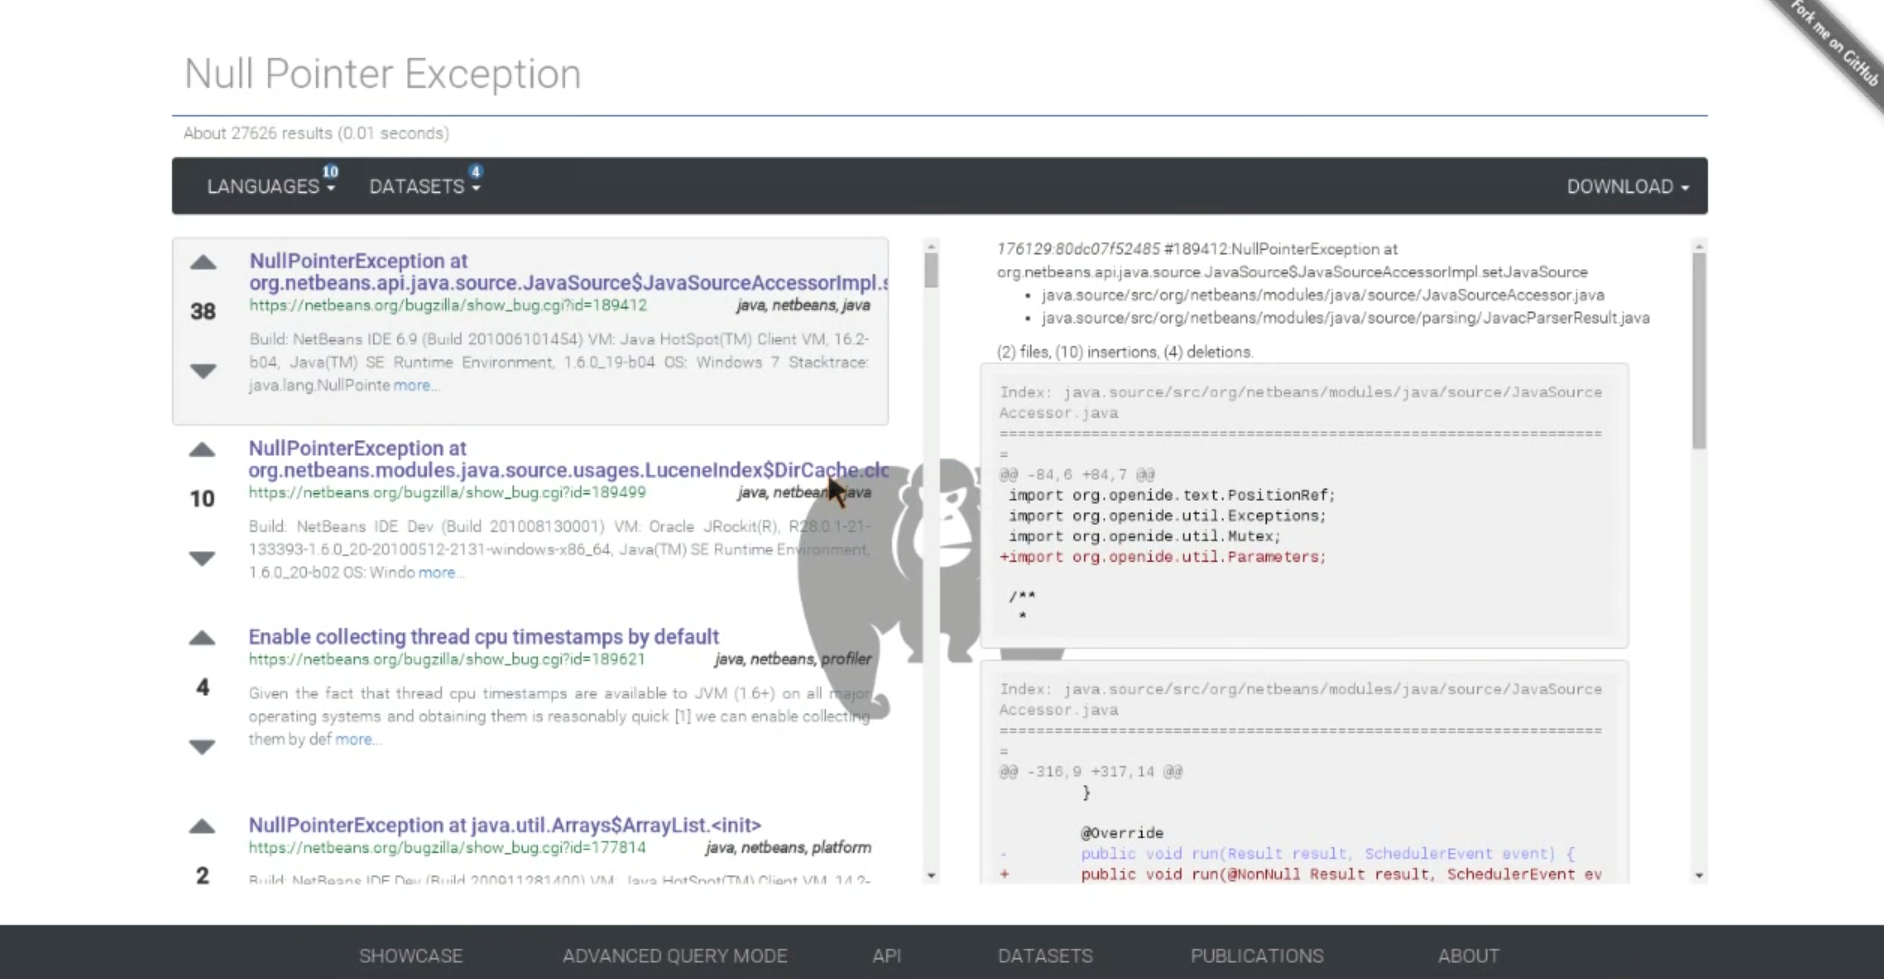 Fork me on GitHub
Null Pointer Exception
About 27626 results (0.01 seconds)
LANGUAGES 10 DATASETS 4 DOWNLOAD
NullPointerException at
org.netbeans.api.java.source.JavaSource$JavaSourceAccessorImpl.s
https://netbeans.org/bugzilla/show_bug.cgi?id=189412 java, netbeans, java
38
Build: NetBeans IDE 6.9 (Build 201006101454) VM: Java HotSpot(TM) Client VM, 16.2-
b04, Java(TM) SE Runtime Environment, 1.6.0_19-b04 OS: Windows 7 Stacktrace:
java.lang.NullPointe more...
NullPointerException at
org.netbeans.modules.java.source.usages.LuceneIndex$DirCache.clo
https://netbeans.org/bugzilla/show_bug.cgi?id=189499 java, netbeans, java
10
Build: NetBeans IDE Dev (Build 201008130001) VM: Oracle JRockit(R), R28.0.1-21-
133393-1.6.0_20-20100512-2131-windows-x86_64, Java(TM) SE Runtime Environment,
1.6.0_20-b02 OS: Windo more...
Enable collecting thread cpu timestamps by default
https://netbeans.org/bugzilla/show_bug.cgi?id=189621 java, netbeans, profiler
4
Given the fact that thread cpu timestamps are available to JVM (1.6+) on all major
operating systems and obtaining them is reasonably quick [1] we can enable collecting
them by def more...
NullPointerException at java.util.Arrays$ArrayList.<init>
https://netbeans.org/bugzilla/show_bug.cgi?id=177814 java, netbeans, platform
2
Build: NetBeans IDE Dev (Build 200911281400) VM: Java HotSpot(TM) Client VM, 14.2-
176129:80dc07f52485 #189412:NullPointerException at
org.netbeans.api.java.source.JavaSource$JavaSourceAccessorImpl.setJavaSource
• java.source/src/org/netbeans/modules/java/source/JavaSourceAccessor.java
• java.source/src/org/netbeans/modules/java/source/parsing/JavacParserResult.java
(2) files, (10) insertions, (4) deletions.
Index: java.source/src/org/netbeans/modules/java/source/JavaSource
Accessor.java
==================================================================
=
@@ -84,6 +84,7 @@
import org.openide.text.PositionRef;
import org.openide.util.Exceptions;
import org.openide.util.Mutex;
+import org.openide.util.Parameters;
/**
*
Index: java.source/src/org/netbeans/modules/java/source/JavaSource
Accessor.java
==================================================================
=
@@ -316,9 +317,14 @@
}
@Override
- public void run(Result result, SchedulerEvent event) {
+ public void run(@NonNull Result result, SchedulerEvent ev
SHOWCASE ADVANCED QUERY MODE API DATASETS PUBLICATIONS ABOUT